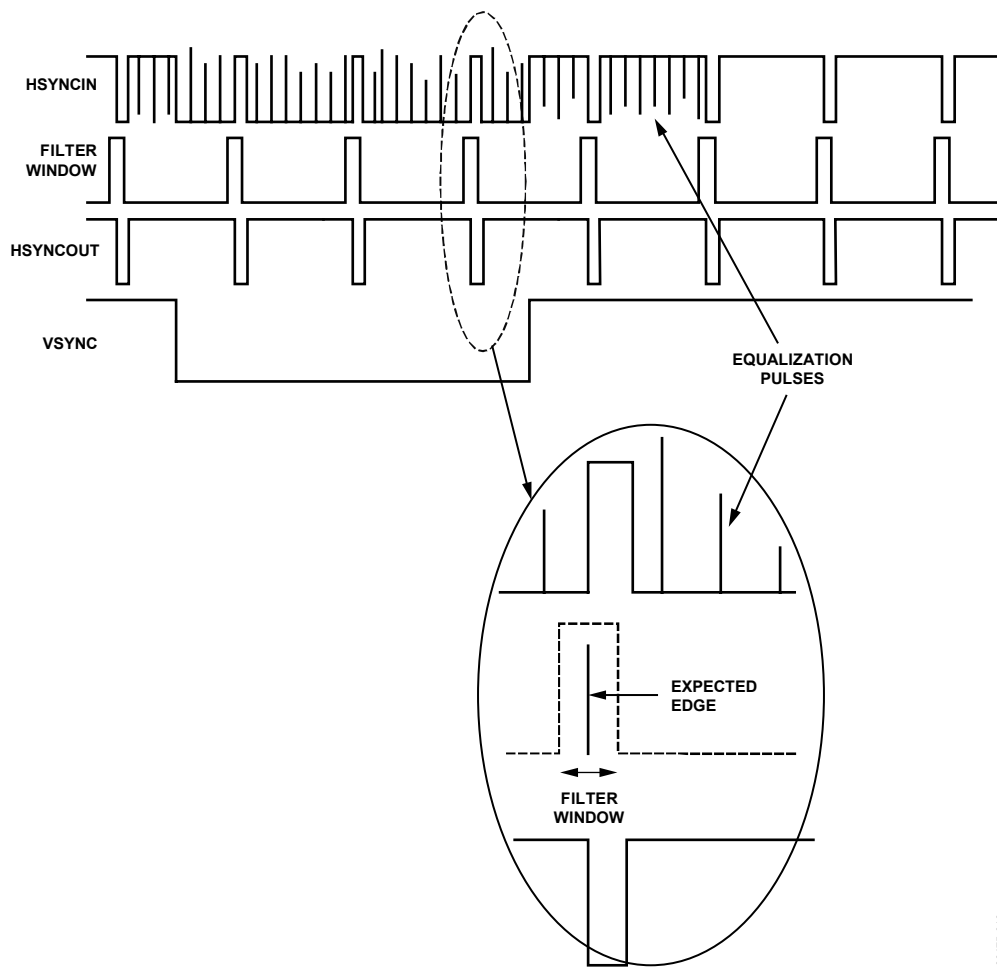 HSYNCIN
FILTER
WINDOW
HSYNCOUT
VSYNC
EQUALIZATION
PULSES
EXPECTED
EDGE
FILTER
WINDOW